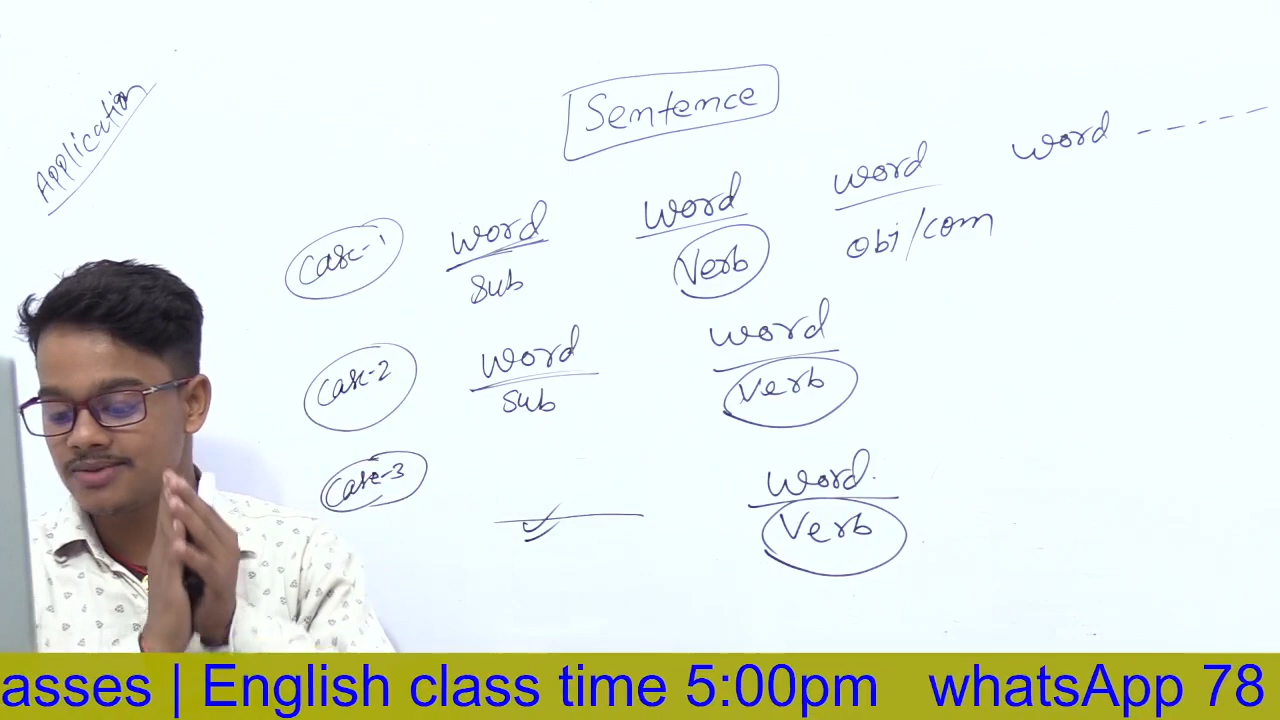 Application
Sentence
Case-1 word word word word -----
sub Verb obj/com
Case-2 word word
sub Verb
Case-3 word.
Verb
asses | English class time 5:00pm whatsApp 78